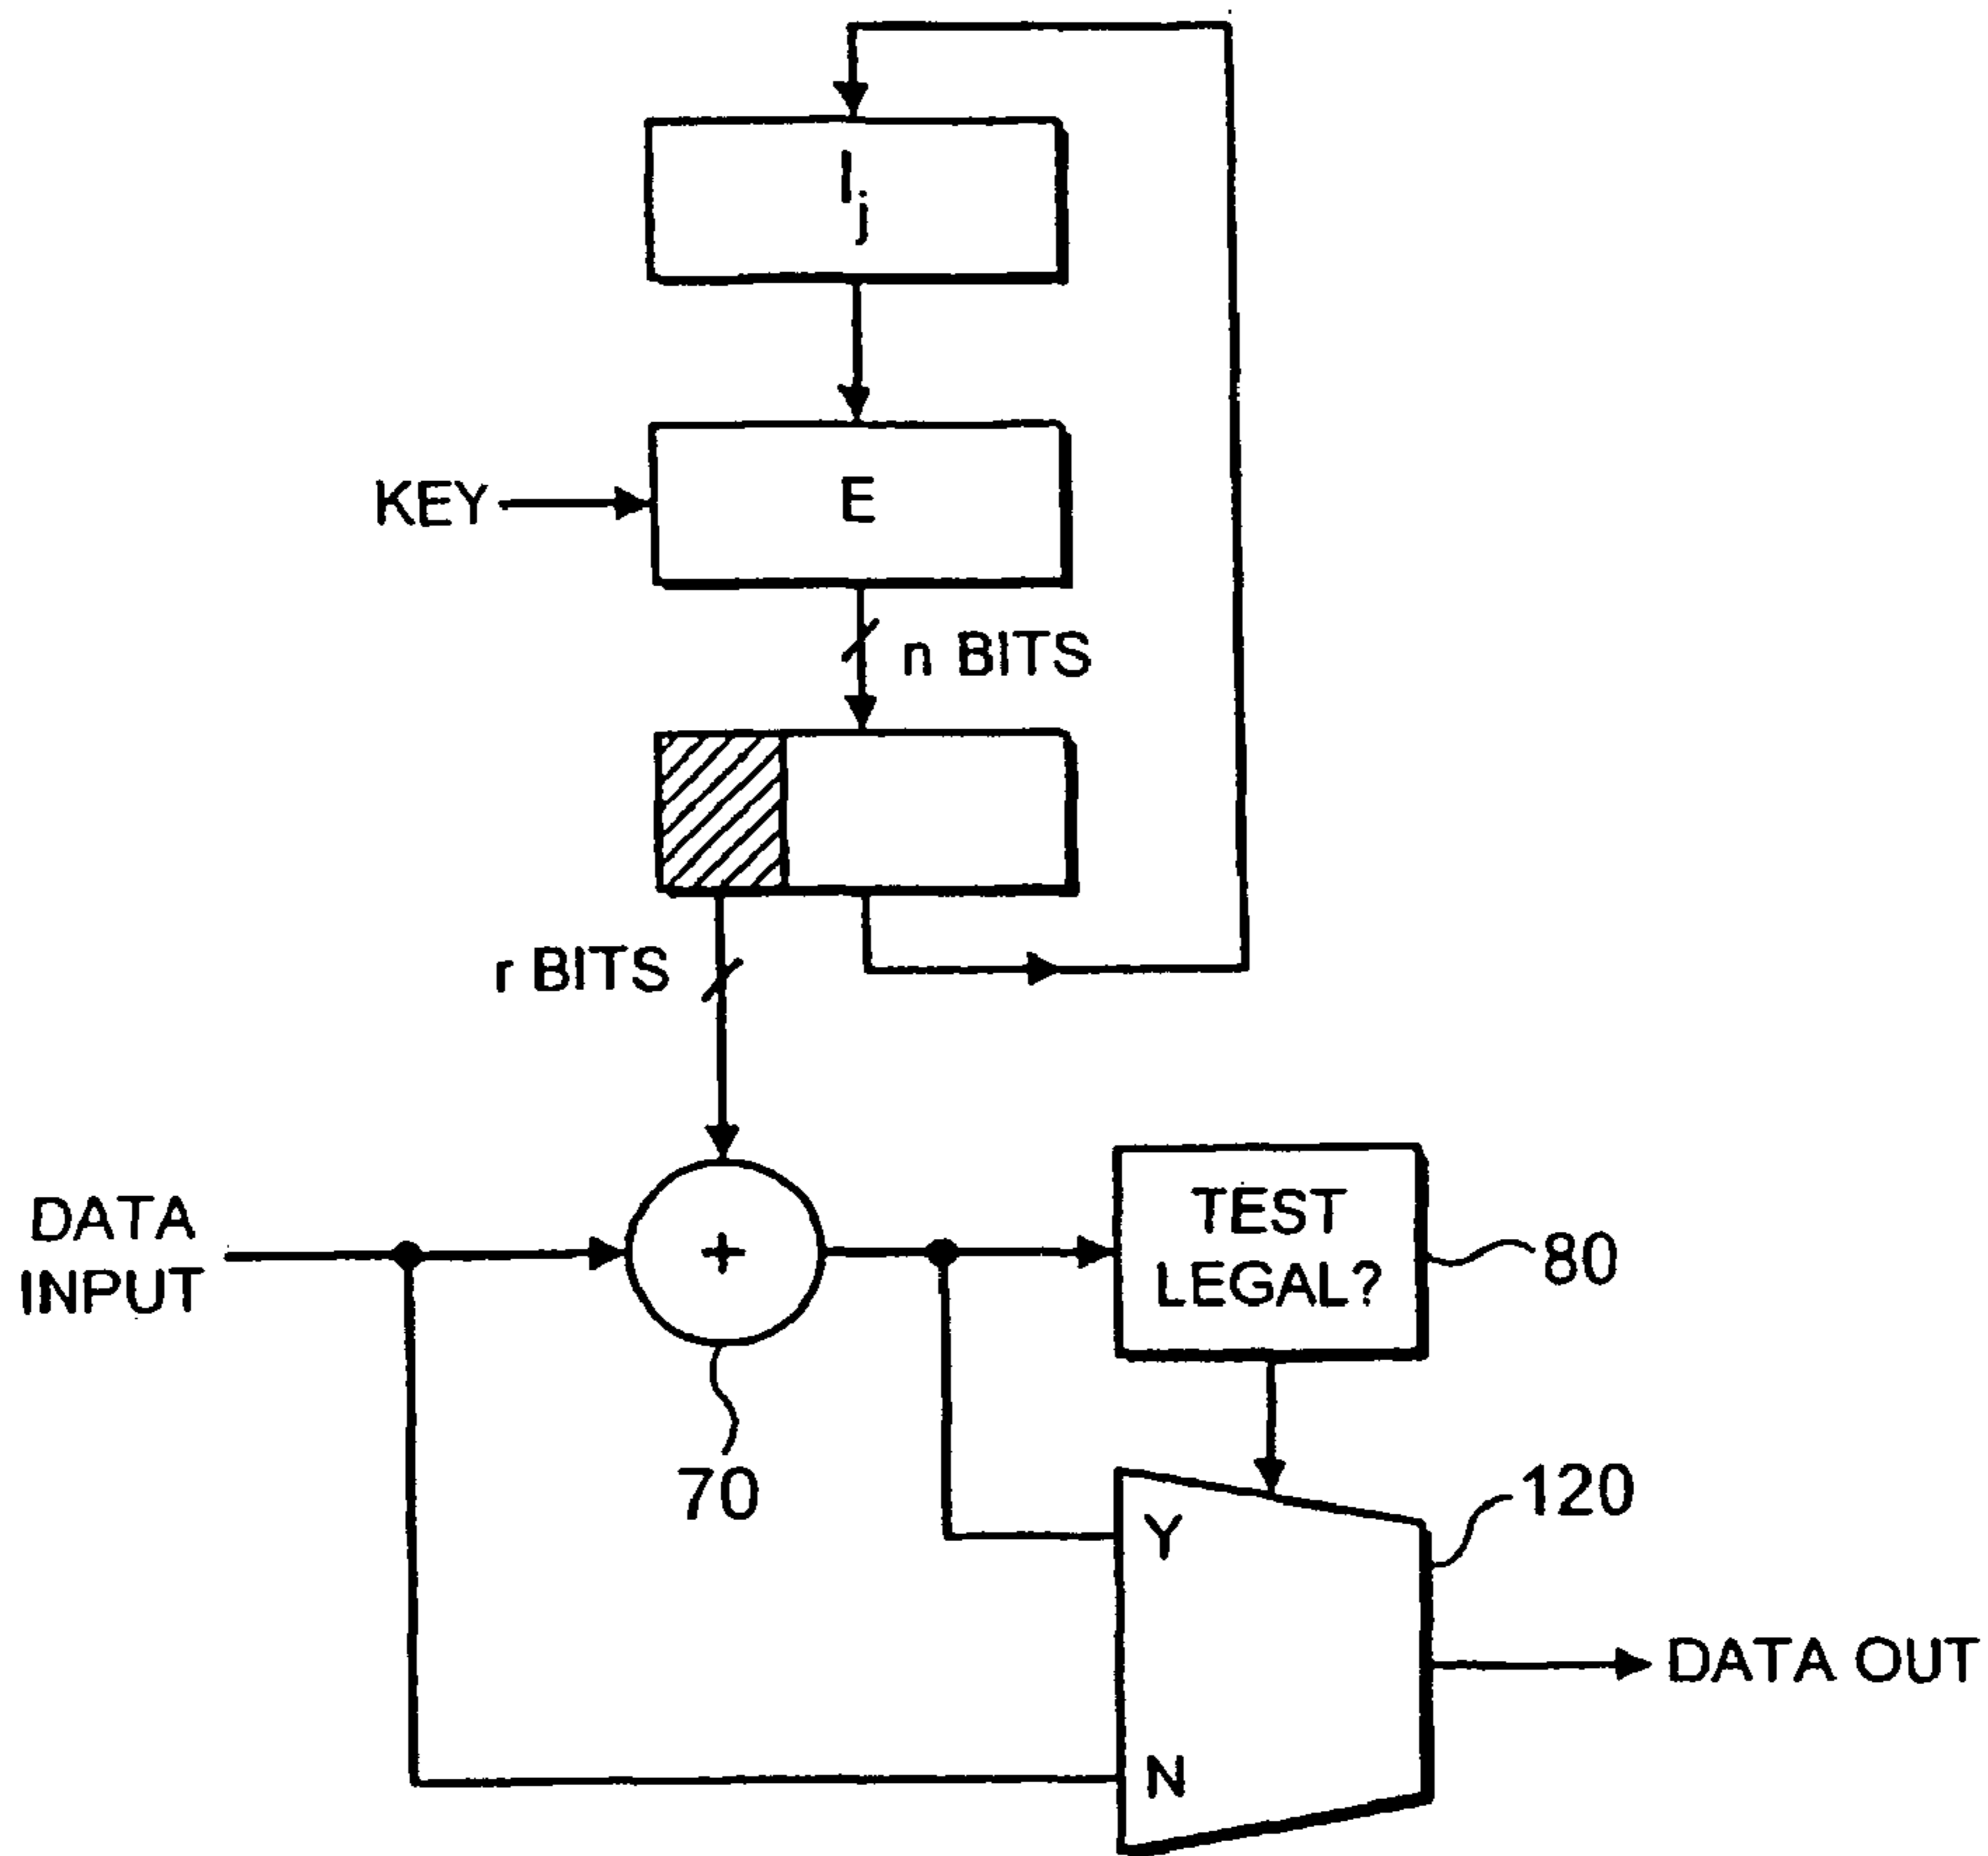 I j
KEY
E
n BITS
r BITS
DATA
INPUT
+
TEST
LEGAL?
80
70
120
Y
DATA OUT
N